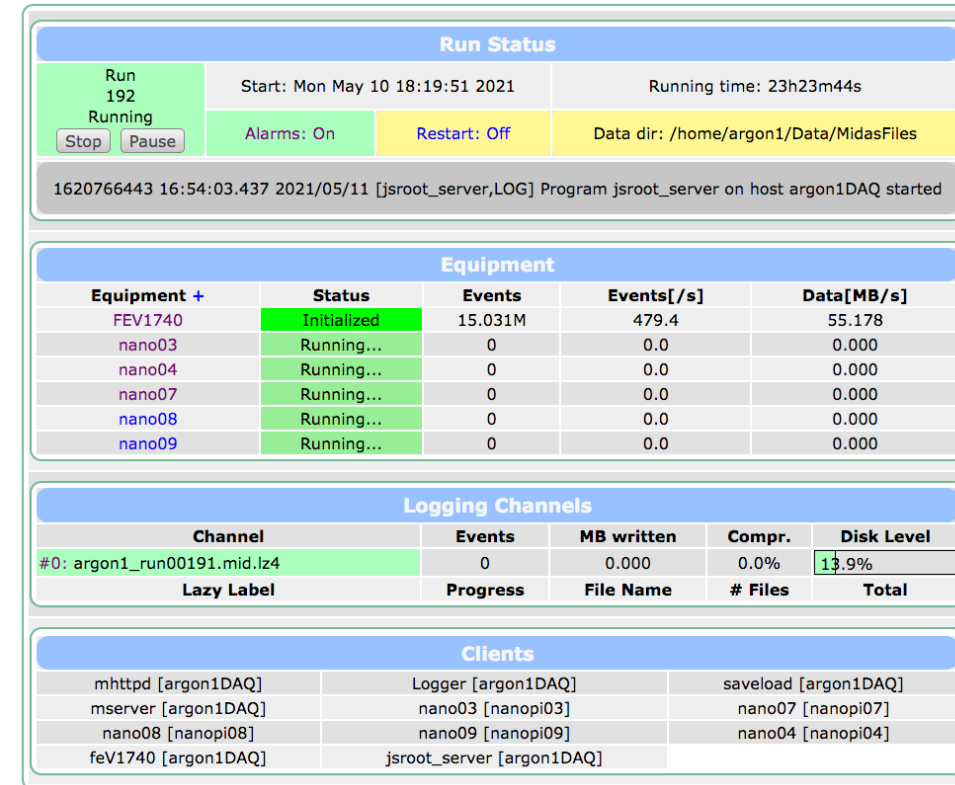 Run Status
Run
192
Running
Stop Pause
Start: Mon May 10 18:19:51 2021
Running time: 23h23m44s
Alarms: On
Restart: Off
Data dir: /home/argon1/Data/MidasFiles
1620766443 16:54:03.437 2021/05/11 [jsroot_server,LOG] Program jsroot_server on host argon1DAQ started
Equipment
Equipment + Status Events Events[/s] Data[MB/s]
FEV1740 Initialized 15.031M 479.4 55.178
nano03 Running... 0 0.0 0.000
nano04 Running... 0 0.0 0.000
nano07 Running... 0 0.0 0.000
nano08 Running... 0 0.0 0.000
nano09 Running... 0 0.0 0.000
Logging Channels
Channel Events MB written Compr. Disk Level
#0: argon1_run00191.mid.lz4 0 0.000 0.0% 13.9%
Lazy Label Progress File Name # Files Total
Clients
mhttpd [argon1DAQ] Logger [argon1DAQ] saveload [argon1DAQ]
mserver [argon1DAQ] nano03 [nanopi03] nano07 [nanopi07]
nano08 [nanopi08] nano09 [nanopi09] nano04 [nanopi04]
feV1740 [argon1DAQ] jsroot_server [argon1DAQ]